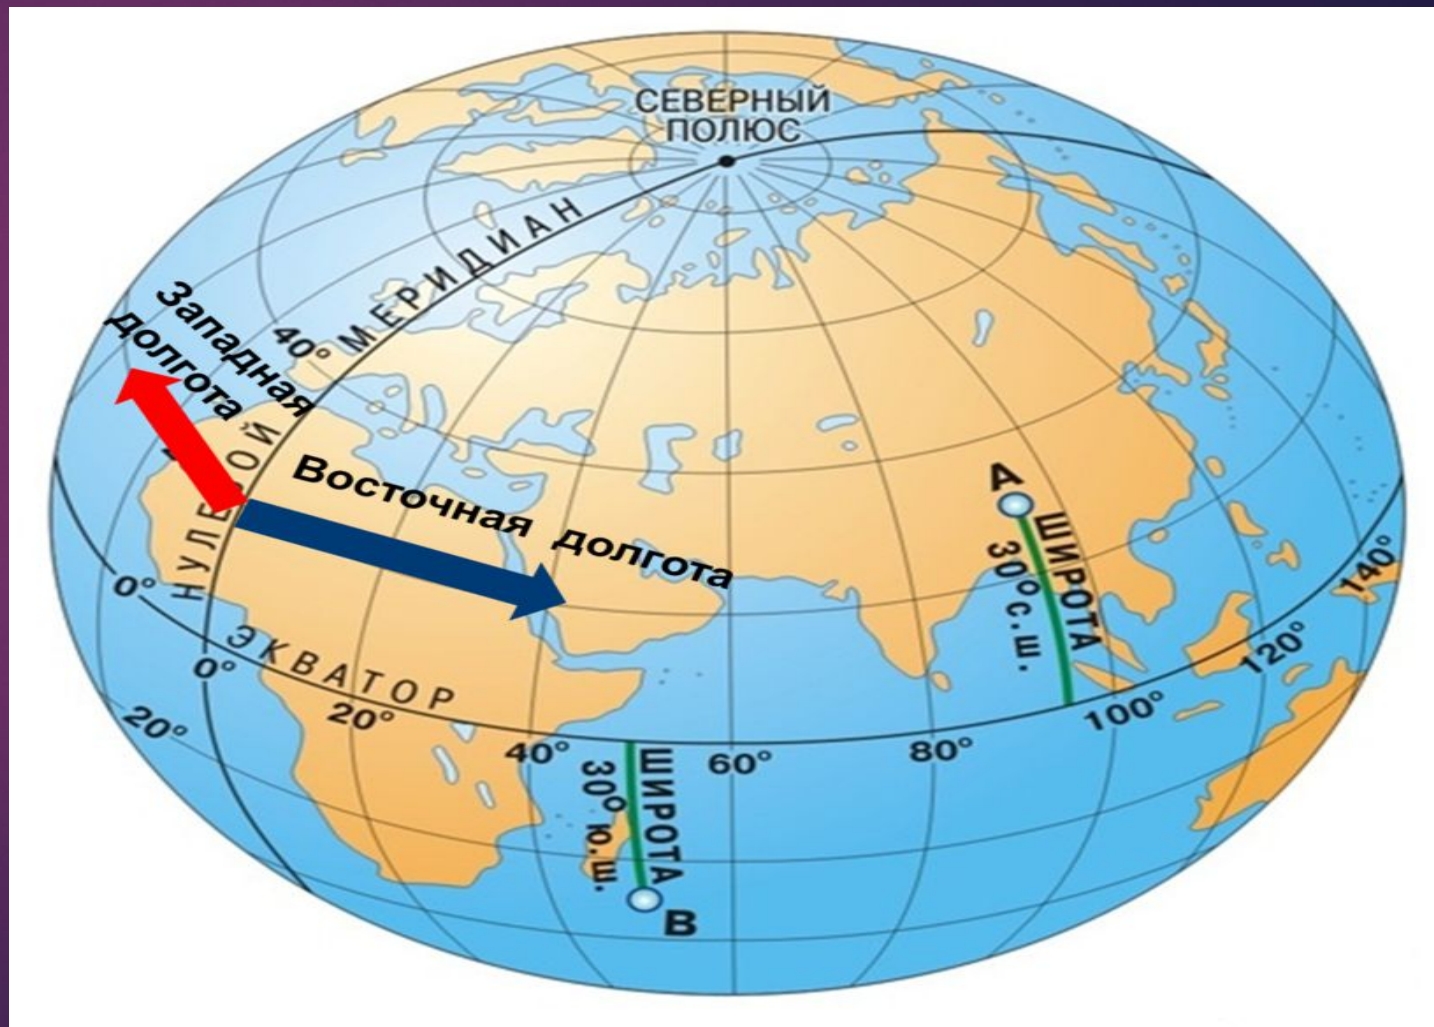 СЕВЕРНЫЙ
ПОЛЮС
НУЛЕВОЙ МЕРИДИАН
Западная
долгота
40°
Восточная долгота
А
ШИРОТА
30° с.ш.
0°
ЭКВАТОР
0°
20°
20°
40°
60°
80°
100°
120°
140°
ШИРОТА
30° ю.ш.
В